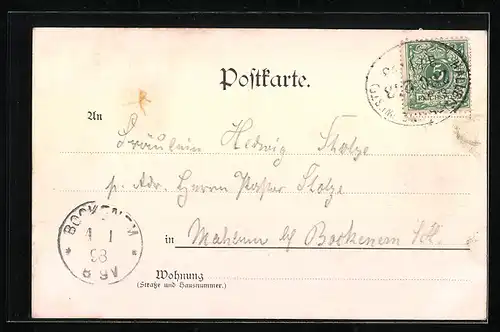 Postkarte.
An
Fräulein Hedwig Stolze
p. Adr. Herrn Pastor Stolze
in Mahlum b/ Bockenem
BOCKENEM
4 1
98
Wohnung
(Straße und Hausnummer.)